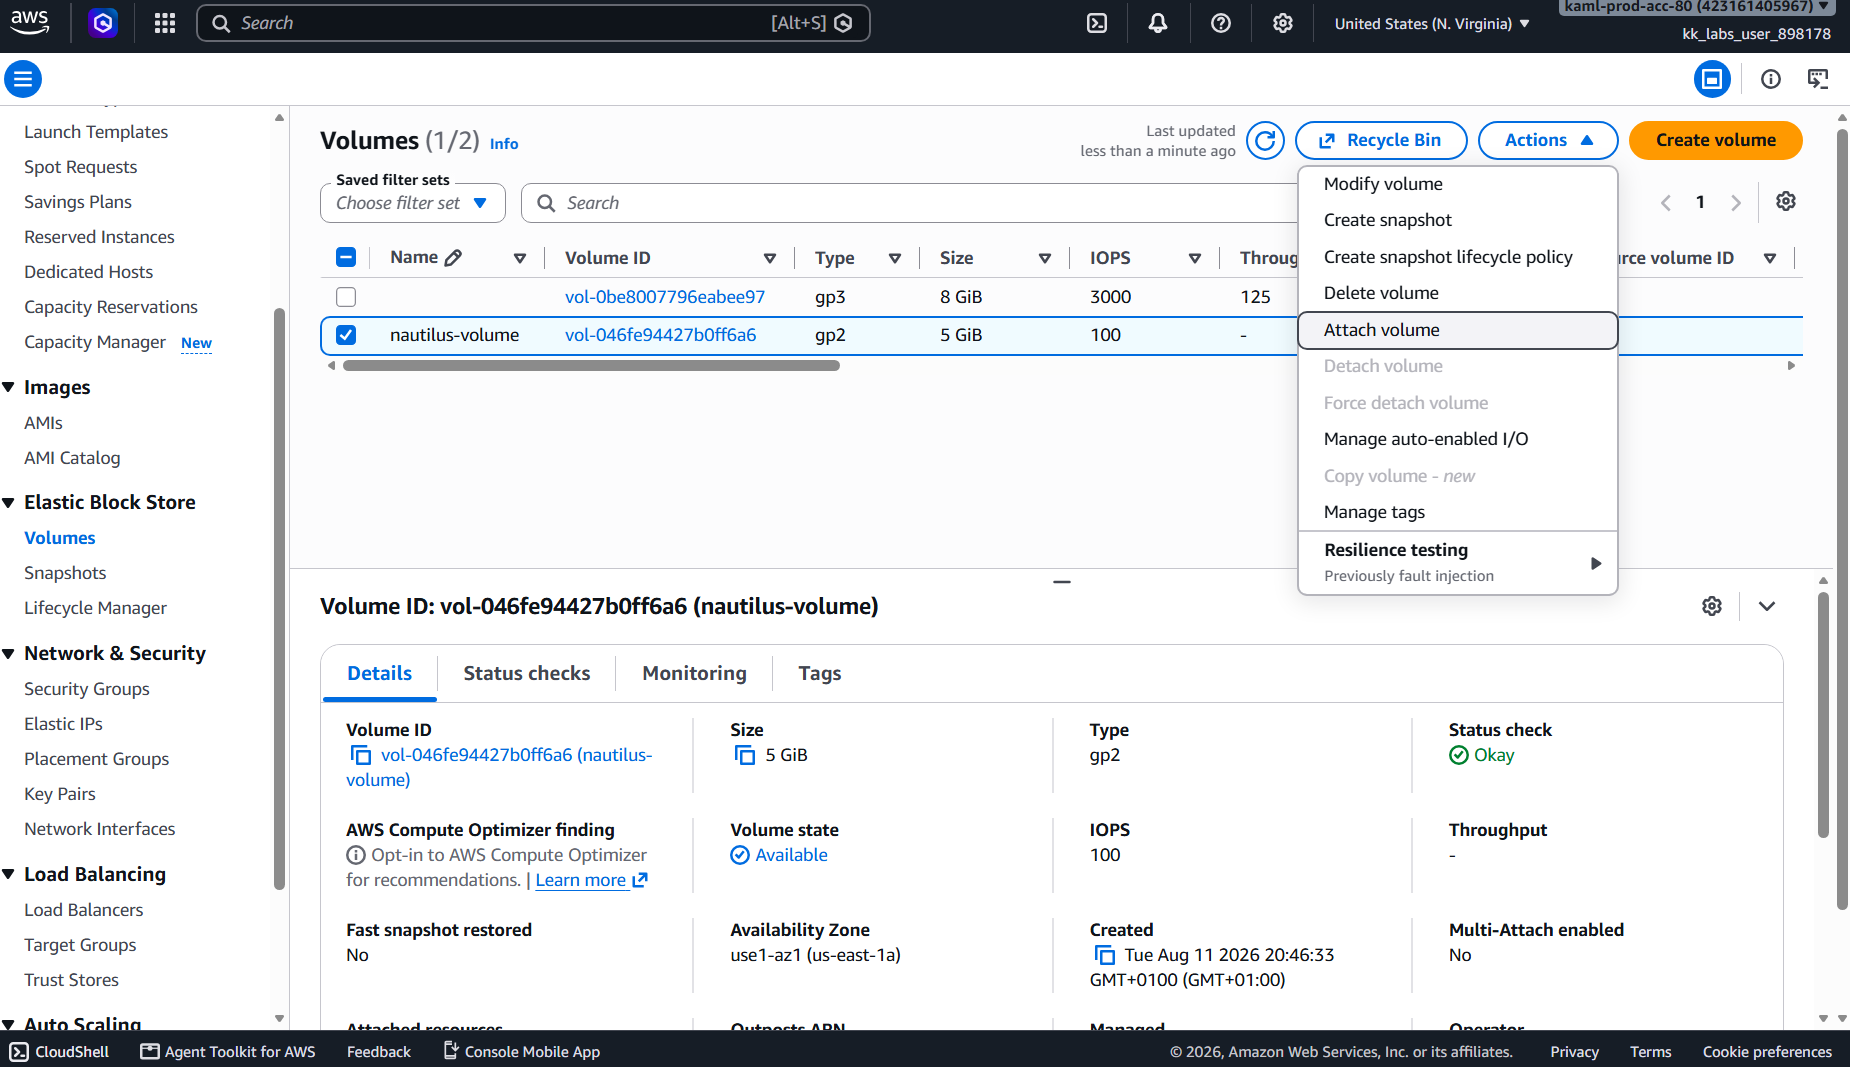 aws
Search
[Alt+S]
United States (N. Virginia)
kaml-prod-acc-80 (423161405967)
kk_labs_user_898178
Launch Templates
Spot Requests
Savings Plans
Reserved Instances
Dedicated Hosts
Capacity Reservations
Capacity Manager New
Images
AMIs
AMI Catalog
Elastic Block Store
Volumes
Snapshots
Lifecycle Manager
Network & Security
Security Groups
Elastic IPs
Placement Groups
Key Pairs
Network Interfaces
Load Balancing
Load Balancers
Target Groups
Trust Stores
Auto Scaling
Volumes (1/2) Info
Last updated
less than a minute ago
Recycle Bin
Actions
Create volume
Saved filter sets
Choose filter set
Search
1
Name Volume ID Type Size IOPS Throug rce volume ID
vol-0be8007796eabee97 gp3 8 GiB 3000 125
nautilus-volume vol-046fe94427b0ff6a6 gp2 5 GiB 100 -
Modify volume
Create snapshot
Create snapshot lifecycle policy
Delete volume
Attach volume
Detach volume
Force detach volume
Manage auto-enabled I/O
Copy volume - new
Manage tags
Resilience testing
Previously fault injection
Volume ID: vol-046fe94427b0ff6a6 (nautilus-volume)
Details Status checks Monitoring Tags
Volume ID
vol-046fe94427b0ff6a6 (nautilus-
volume)
Size
5 GiB
Type
gp2
Status check
Okay
AWS Compute Optimizer finding
Opt-in to AWS Compute Optimizer
for recommendations. | Learn more
Volume state
Available
IOPS
100
Throughput
-
Fast snapshot restored
No
Availability Zone
use1-az1 (us-east-1a)
Created
Tue Aug 11 2026 20:46:33
GMT+0100 (GMT+01:00)
Multi-Attach enabled
No
Attached resources
Outposts ARN
Managed
Operator
CloudShell
Agent Toolkit for AWS
Feedback
Console Mobile App
© 2026, Amazon Web Services, Inc. or its affiliates.
Privacy
Terms
Cookie preferences